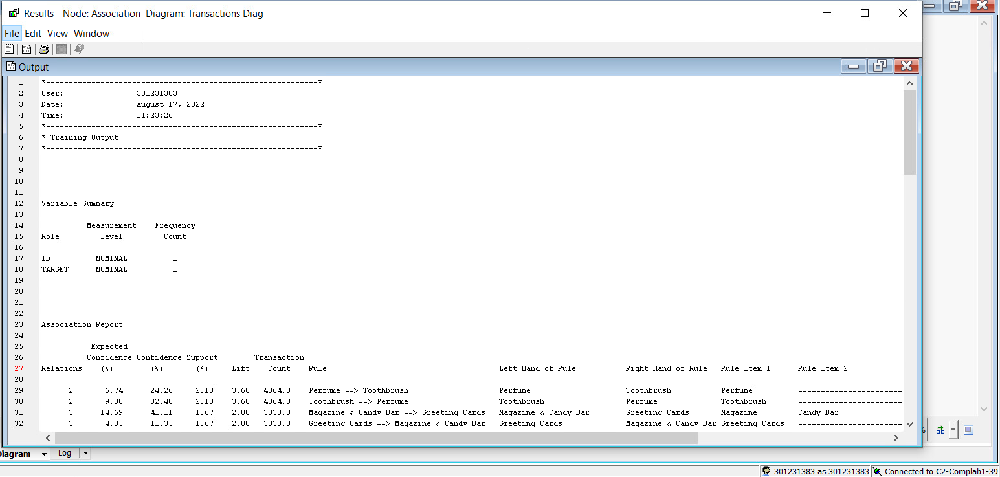 Results - Node: Association  Diagram: Transactions Diag
File Edit View Window
Output
1 *------------------------------------------------------------*
2 User: 301231383
3 Date: August 17, 2022
4 Time: 11:23:26
5 *------------------------------------------------------------*
6 * Training Output
7 *------------------------------------------------------------*
8
9
10
11
12 Variable Summary
13
14 Measurement Frequency
15 Role Level Count
16
17 ID NOMINAL 1
18 TARGET NOMINAL 1
19
20
21
22
23 Association Report
24
25 Expected
26 Confidence Confidence Support Transaction
27 Relations (%) (%) (%) Lift Count Rule Left Hand of Rule Right Hand of Rule Rule Item 1 Rule Item 2
28
29 2 6.74 24.26 2.18 3.60 4364.0 Perfume ==> Toothbrush Perfume Toothbrush Perfume =======================
30 2 9.00 32.40 2.18 3.60 4364.0 Toothbrush ==> Perfume Toothbrush Perfume Toothbrush =======================
31 3 14.69 41.11 1.67 2.80 3333.0 Magazine & Candy Bar ==> Greeting Cards Magazine & Candy Bar Greeting Cards Magazine Candy Bar
32 3 4.05 11.35 1.67 2.80 3333.0 Greeting Cards ==> Magazine & Candy Bar Greeting Cards Magazine & Candy Bar Greeting Cards =======================
Diagram Log
301231383 as 301231383 Connected to C2-Complab1-39